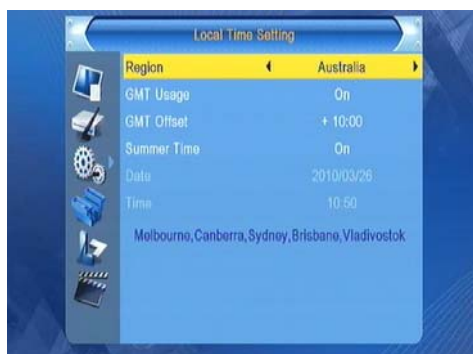 Local Time Setting
Region Australia
GMT Usage On
GMT Offset + 10:00
Summer Time On
Date 2010/03/26
Time 10:50
Melbourne,Canberra,Sydney,Brisbane,Vladivostok